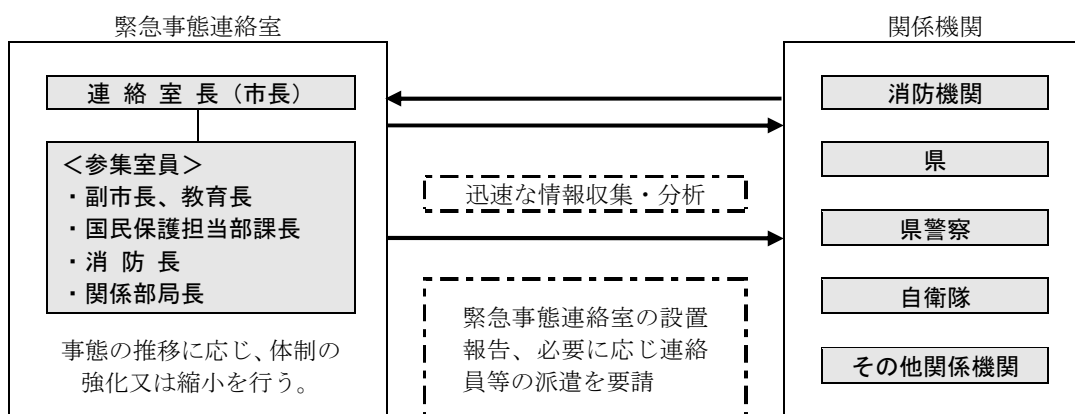 緊急事態連絡室
連 絡 室 長（市長）
＜参集室員＞
・副市長、教育長
・国民保護担当部課長
・消 防 長
・関係部局長
事態の推移に応じ、体制の
強化又は縮小を行う。
迅速な情報収集・分析
緊急事態連絡室の設置
報告、必要に応じ連絡
員等の派遣を要請
関係機関
消防機関
県
県警察
自衛隊
その他関係機関